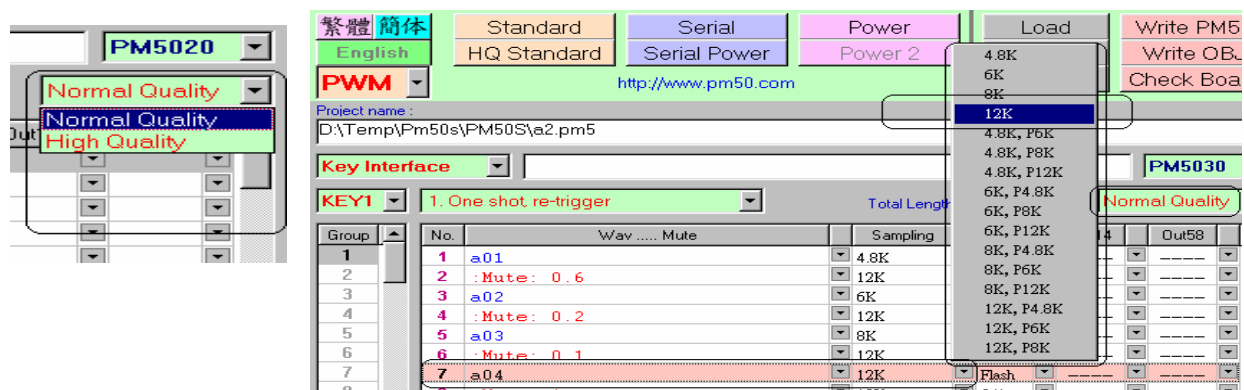 PM5020
Normal Quality
Normal Quality
High Quality
繁體 簡体 Standard Serial Power Load Write PM5
English HQ Standard Serial Power Power 2 Write OBJ
PWM http://www.pm50.com Check Boa
Project name :
D:\Temp\Pm50s\PM50S\a2.pm5
Key Interface PM5030
KEY1 1. One shot, re-trigger Total Lengt Normal Quality
Group No. Wav ..... Mute Sampling 14 Out58
1 1 a01 4.8K ----
2 2 :Mute: 0.6 12K ----
3 3 a02 6K ----
4 4 :Mute: 0.2 12K ----
5 5 a03 8K ----
6 6 :Mute: 0.1 12K ----
7 7 a04 12K Flash ---- ----
4.8K
6K
8K
12K
4.8K, P6K
4.8K, P8K
4.8K, P12K
6K, P4.8K
6K, P8K
6K, P12K
8K, P4.8K
8K, P6K
8K, P12K
12K, P4.8K
12K, P6K
12K, P8K